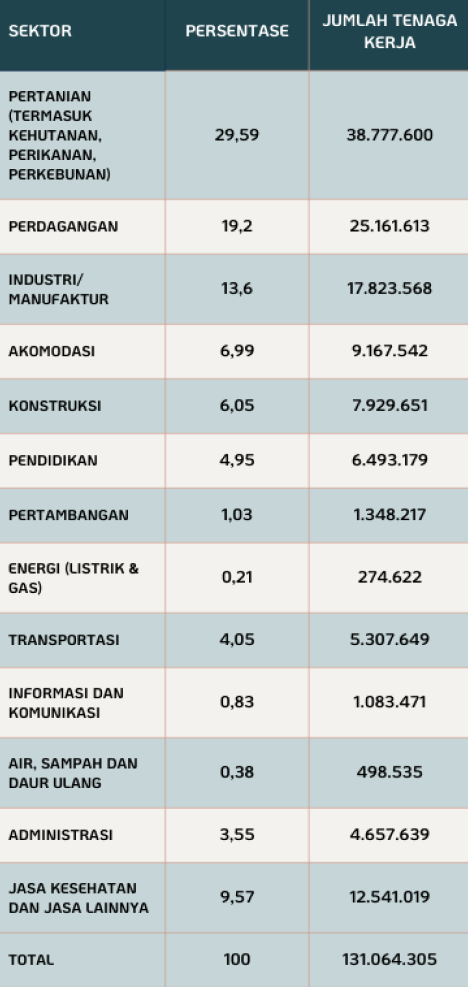 SEKTOR
PERSENTASE
JUMLAH TENAGA
KERJA
PERTANIAN
(TERMASUK
KEHUTANAN,
PERIKANAN,
PERKEBUNAN)
29,59
38.777.600
PERDAGANGAN
19,2
25.161.613
INDUSTRI/
MANUFAKTUR
13,6
17.823.568
AKOMODASI
6,99
9.167.542
KONSTRUKSI
6,05
7.929.651
PENDIDIKAN
4,95
6.493.179
PERTAMBANGAN
1,03
1.348.217
ENERGI (LISTRIK &
GAS)
0,21
274.622
TRANSPORTASI
4,05
5.307.649
INFORMASI DAN
KOMUNIKASI
0,83
1.083.471
AIR, SAMPAH DAN
DAUR ULANG
0,38
498.535
ADMINISTRASI
3,55
4.657.639
JASA KESEHATAN
DAN JASA LAINNYA
9,57
12.541.019
TOTAL
100
131.064.305